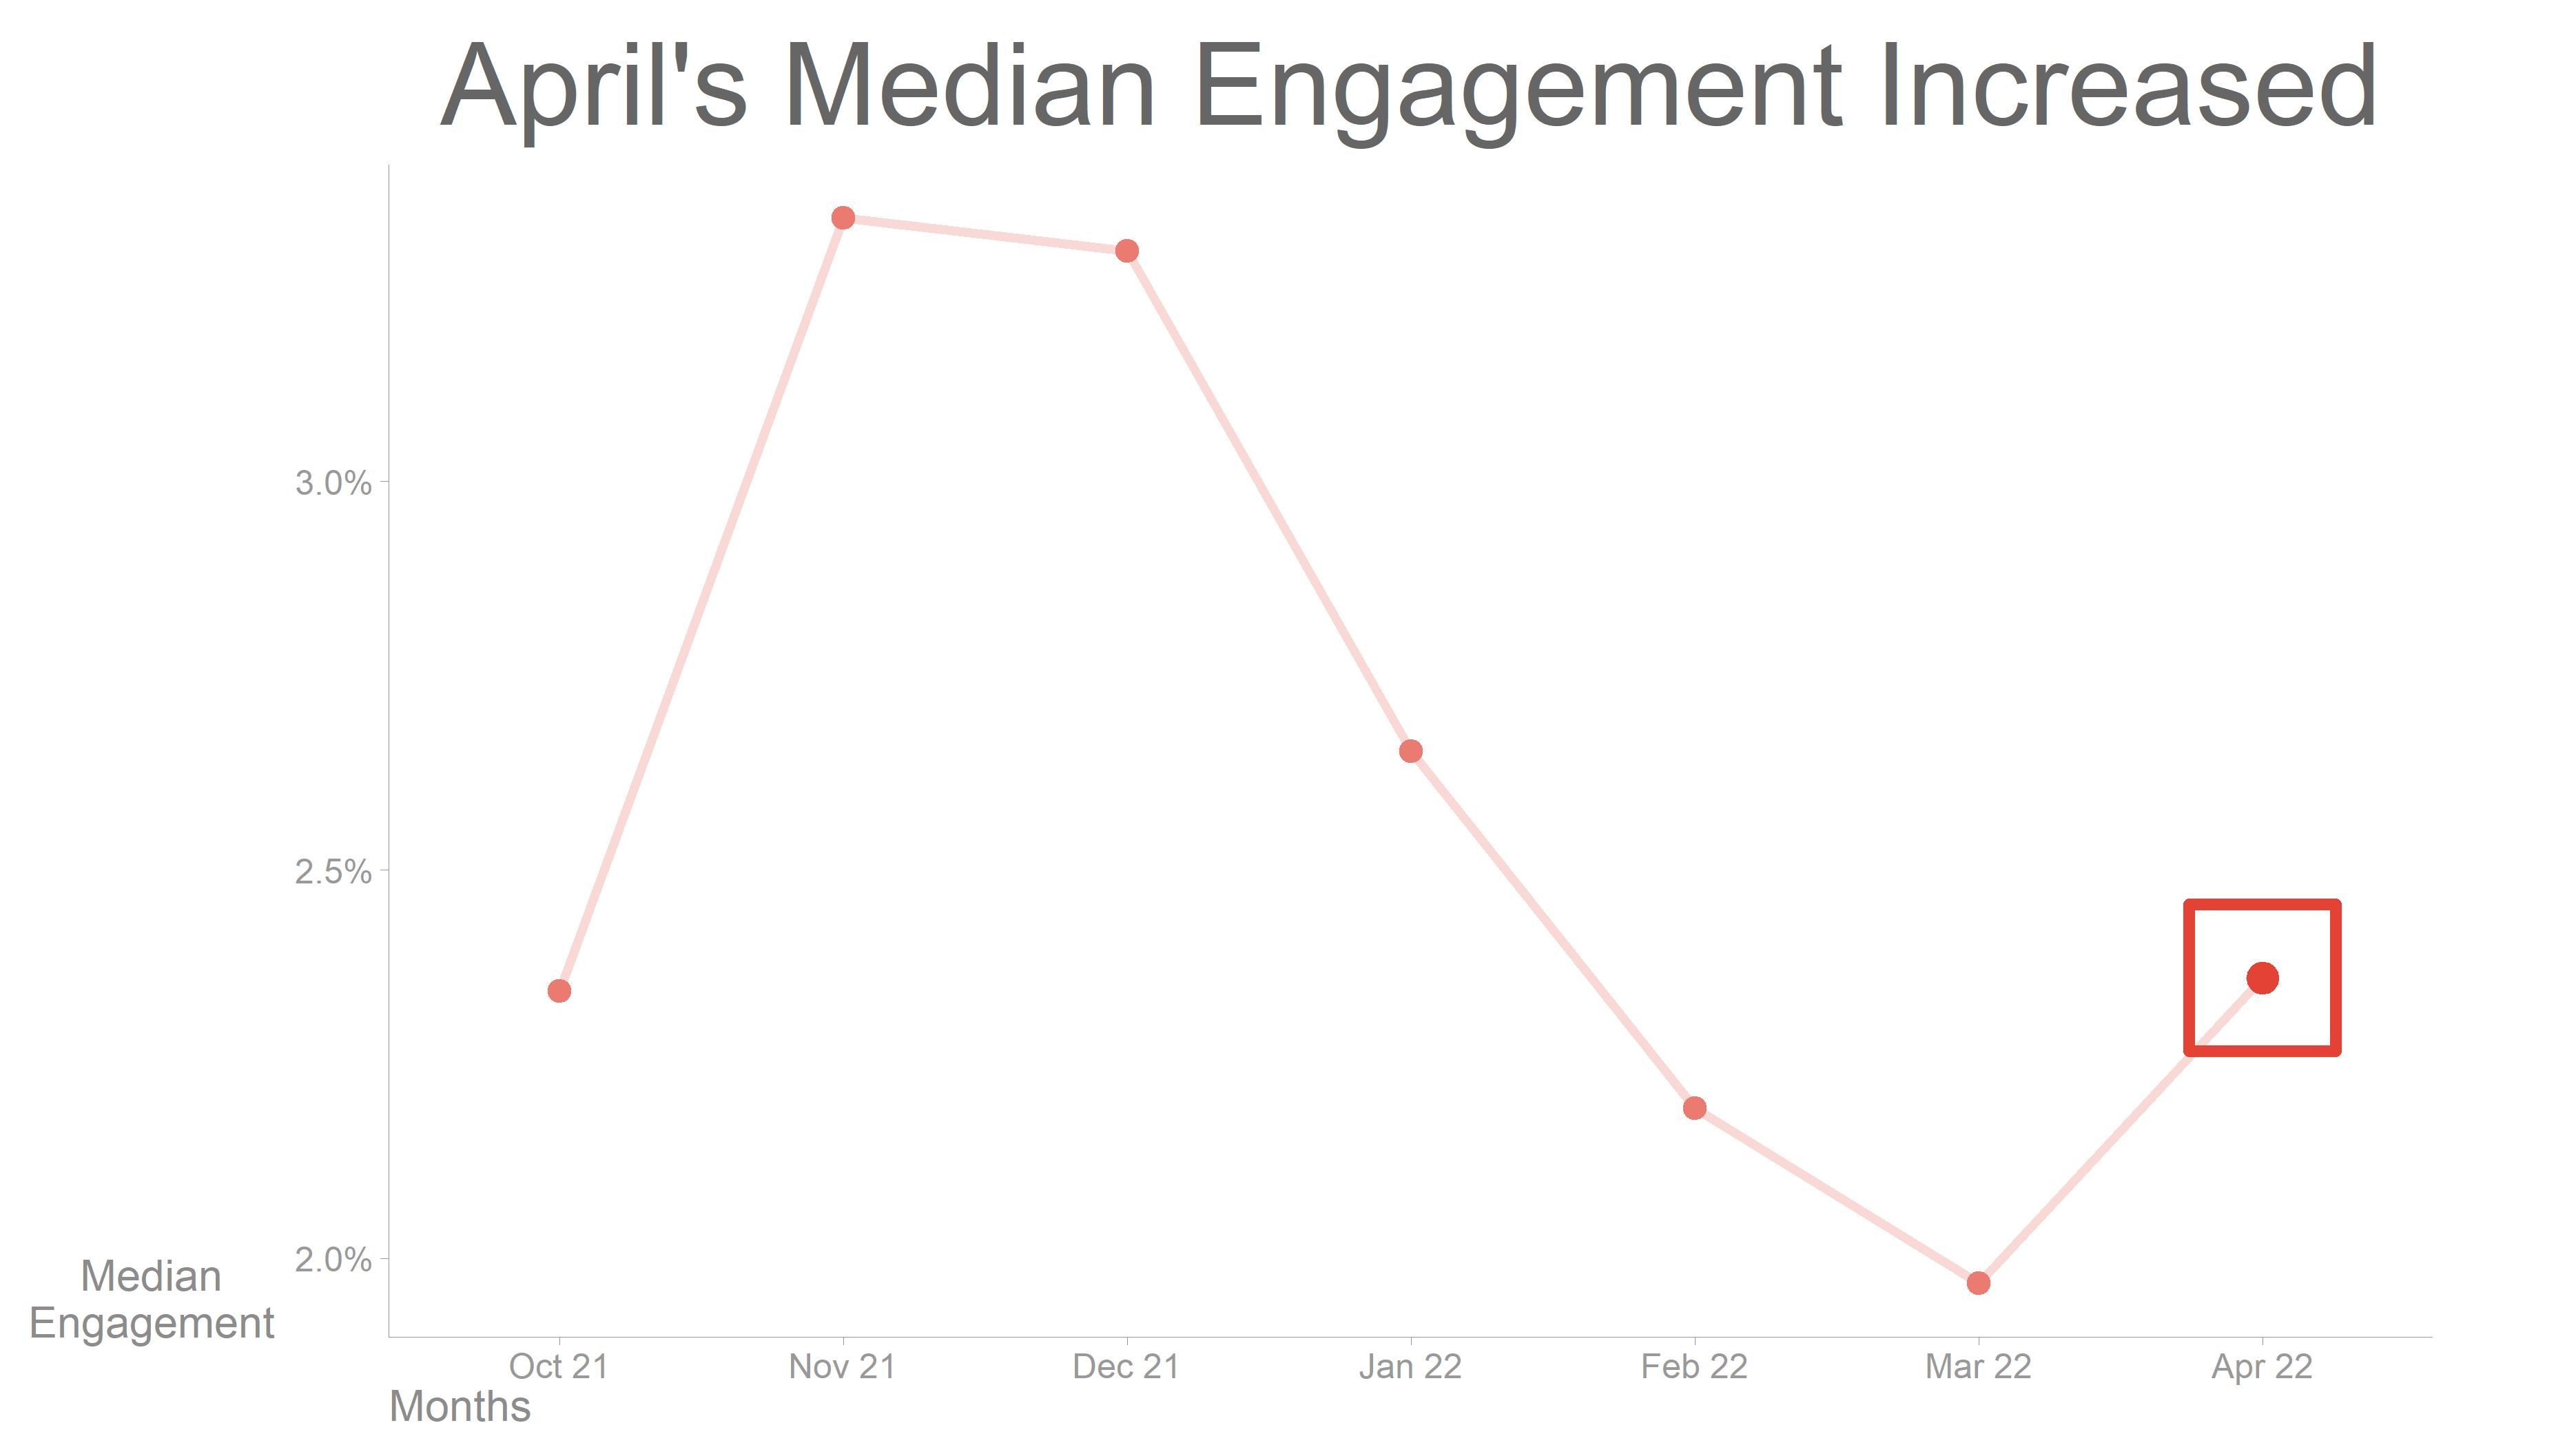 April's Median Engagement Increased
3.0%
2.5%
2.0%
Median
Engagement
Oct 21
Nov 21
Dec 21
Jan 22
Feb 22
Mar 22
Apr 22
Months